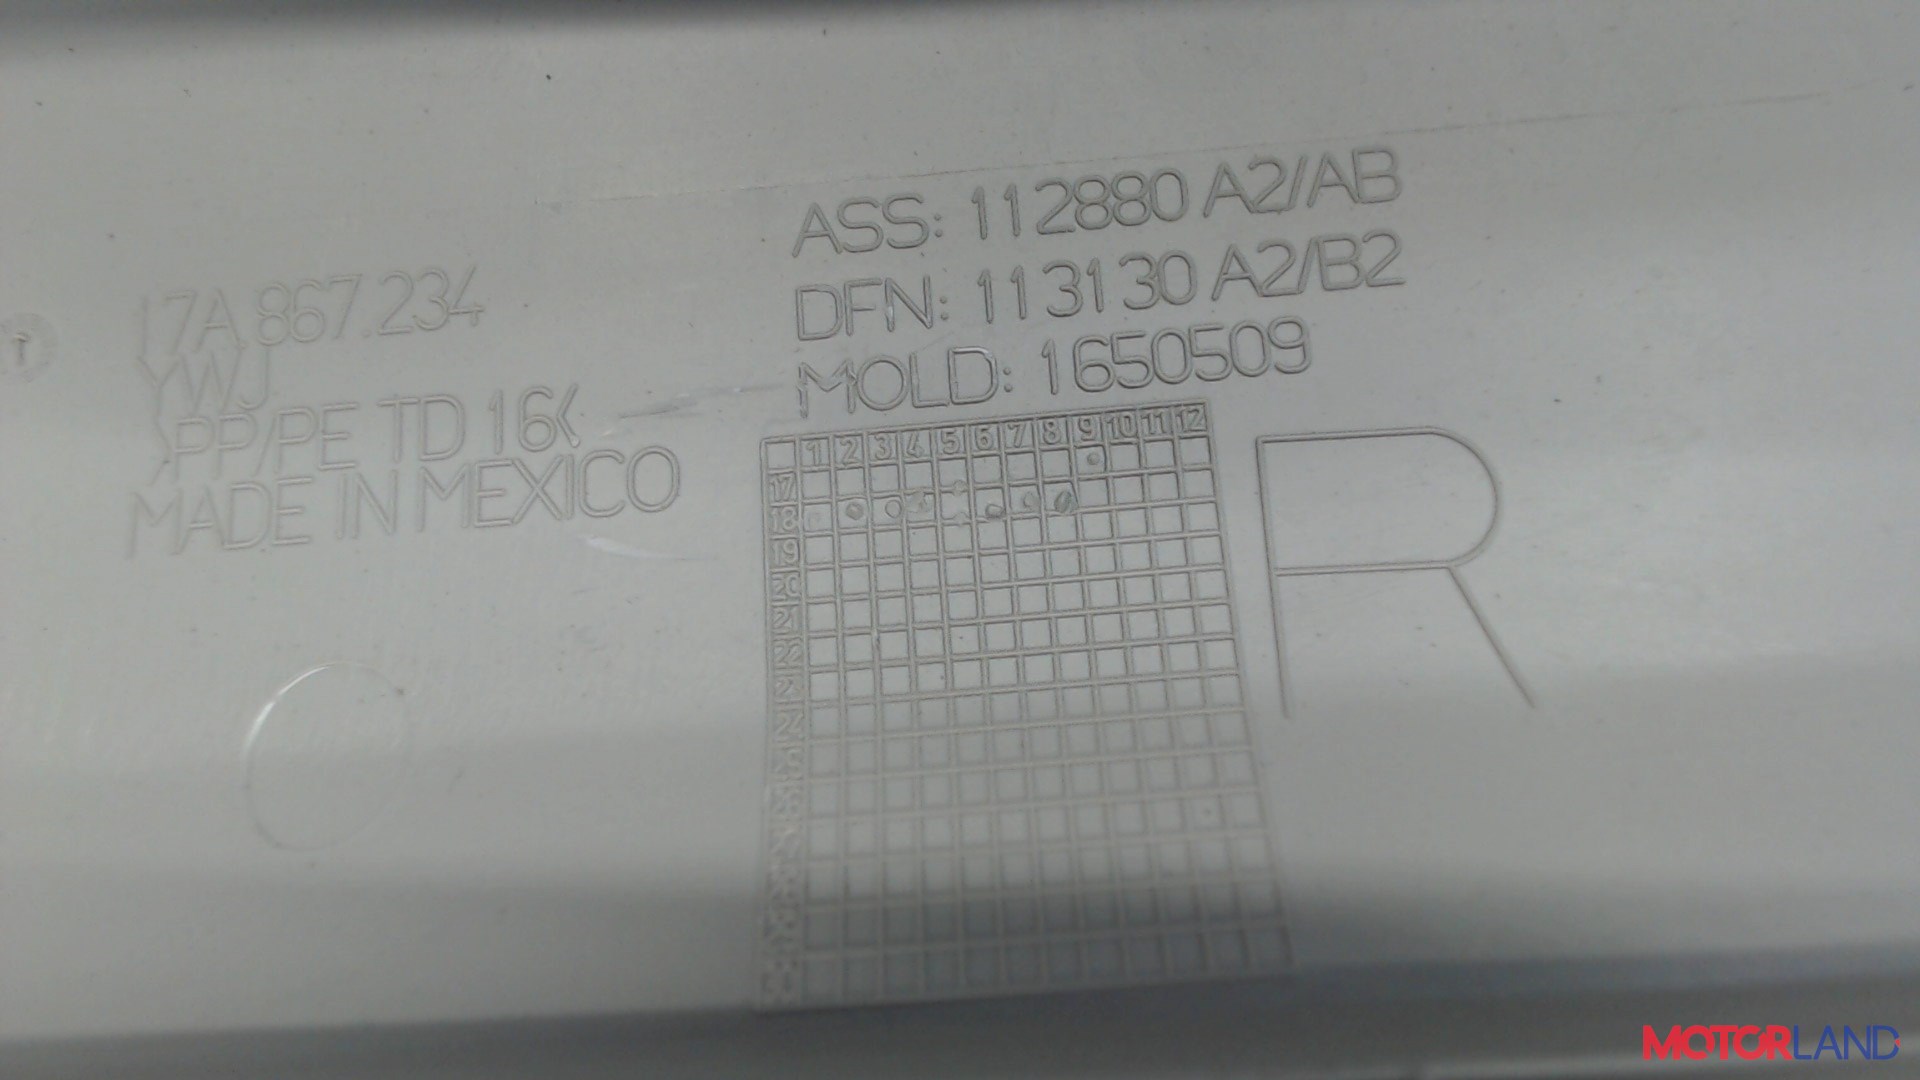 17A.867.234
YWJ
>PP/PE TD 16<
MADE IN MEXICO
ASS: 112880 A2/AB
DFN: 113130 A2/B2
MOLD: 1650509
1 2 3 4 5 6 7 8 9 10 11 12
17
18
19
20
21
22
R
MOTORLAND